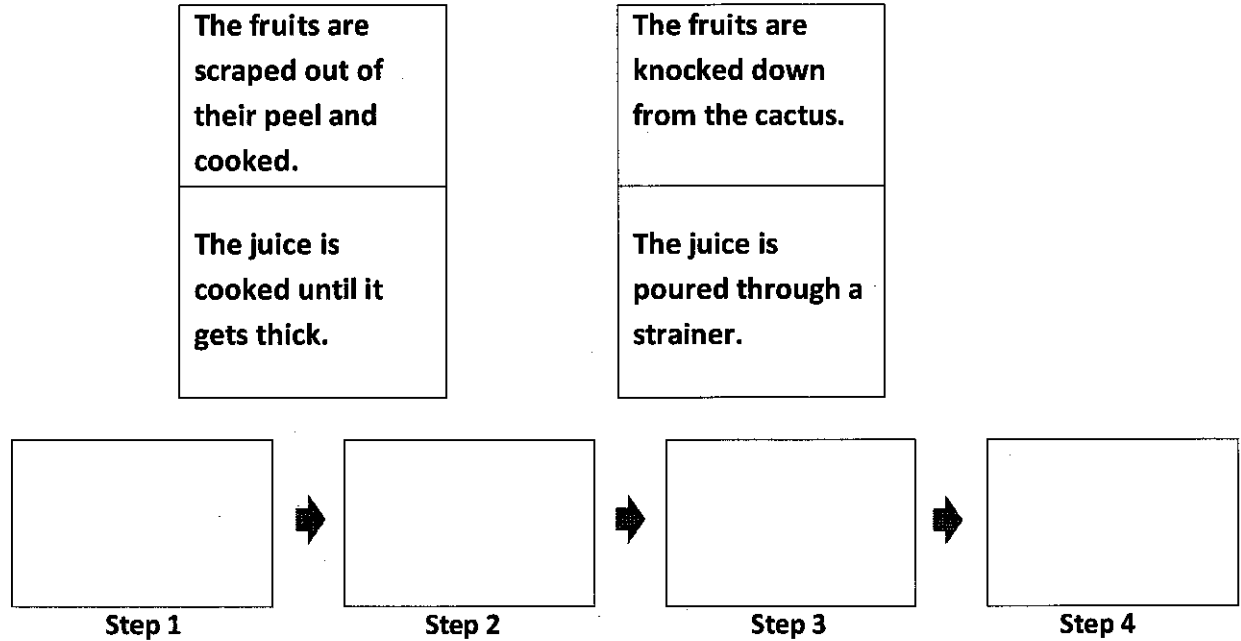 The fruits are
scraped out of
their peel and
cooked.
The fruits are
knocked down
from the cactus.
The juice is
cooked until it
gets thick.
The juice is
poured through a
strainer.
Step 1
Step 2
Step 3
Step 4